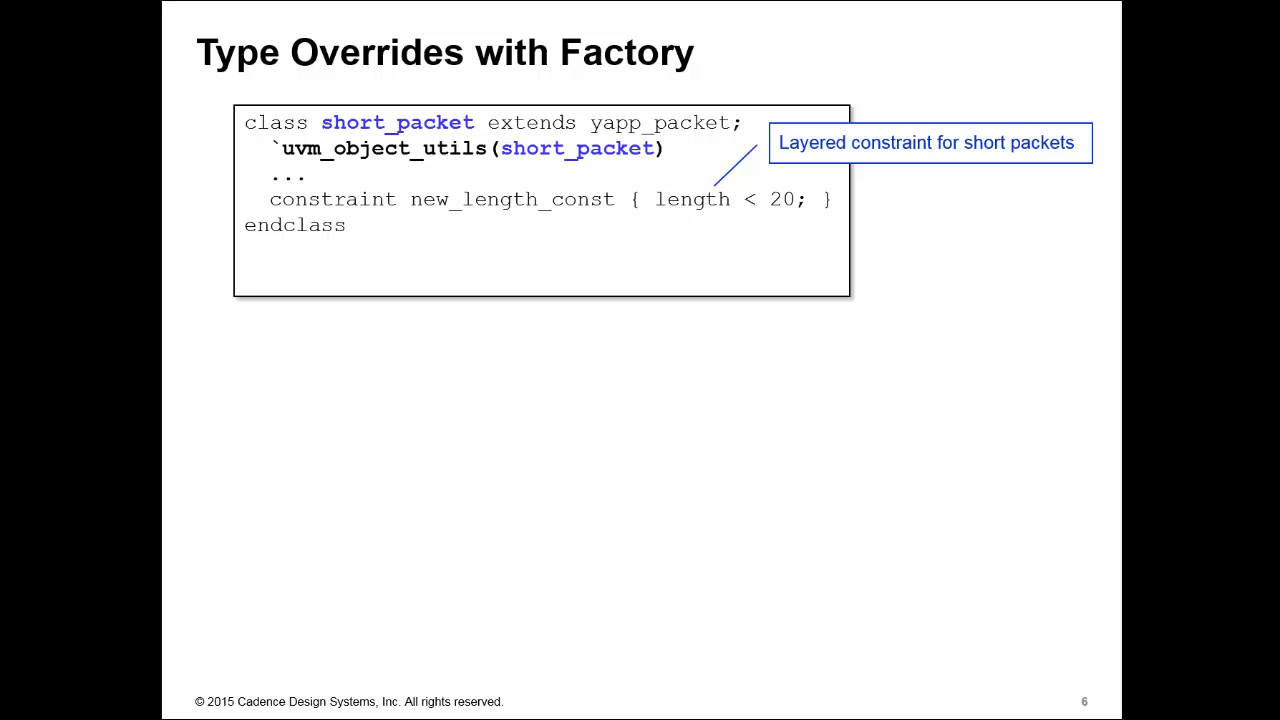 Type Overrides with Factory
class short_packet extends yapp_packet;
`uvm_object_utils(short_packet)
...
constraint new_length_const { length < 20; }
endclass
Layered constraint for short packets
© 2015 Cadence Design Systems, Inc. All rights reserved.
6